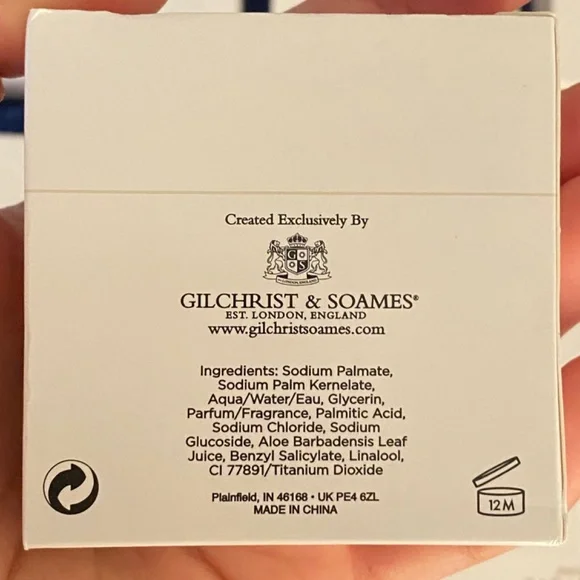 Created Exclusively By
G S
GILCHRIST & SOAMES®
EST. LONDON, ENGLAND
www.gilchristsoames.com
Ingredients: Sodium Palmate,
Sodium Palm Kernelate,
Aqua/Water/Eau, Glycerin,
Parfum/Fragrance, Palmitic Acid,
Sodium Chloride, Sodium
Glucoside, Aloe Barbadensis Leaf
Juice, Benzyl Salicylate, Linalool,
CI 77891/Titanium Dioxide
Plainfield, IN 46168 • UK PE4 6ZL
MADE IN CHINA
12M